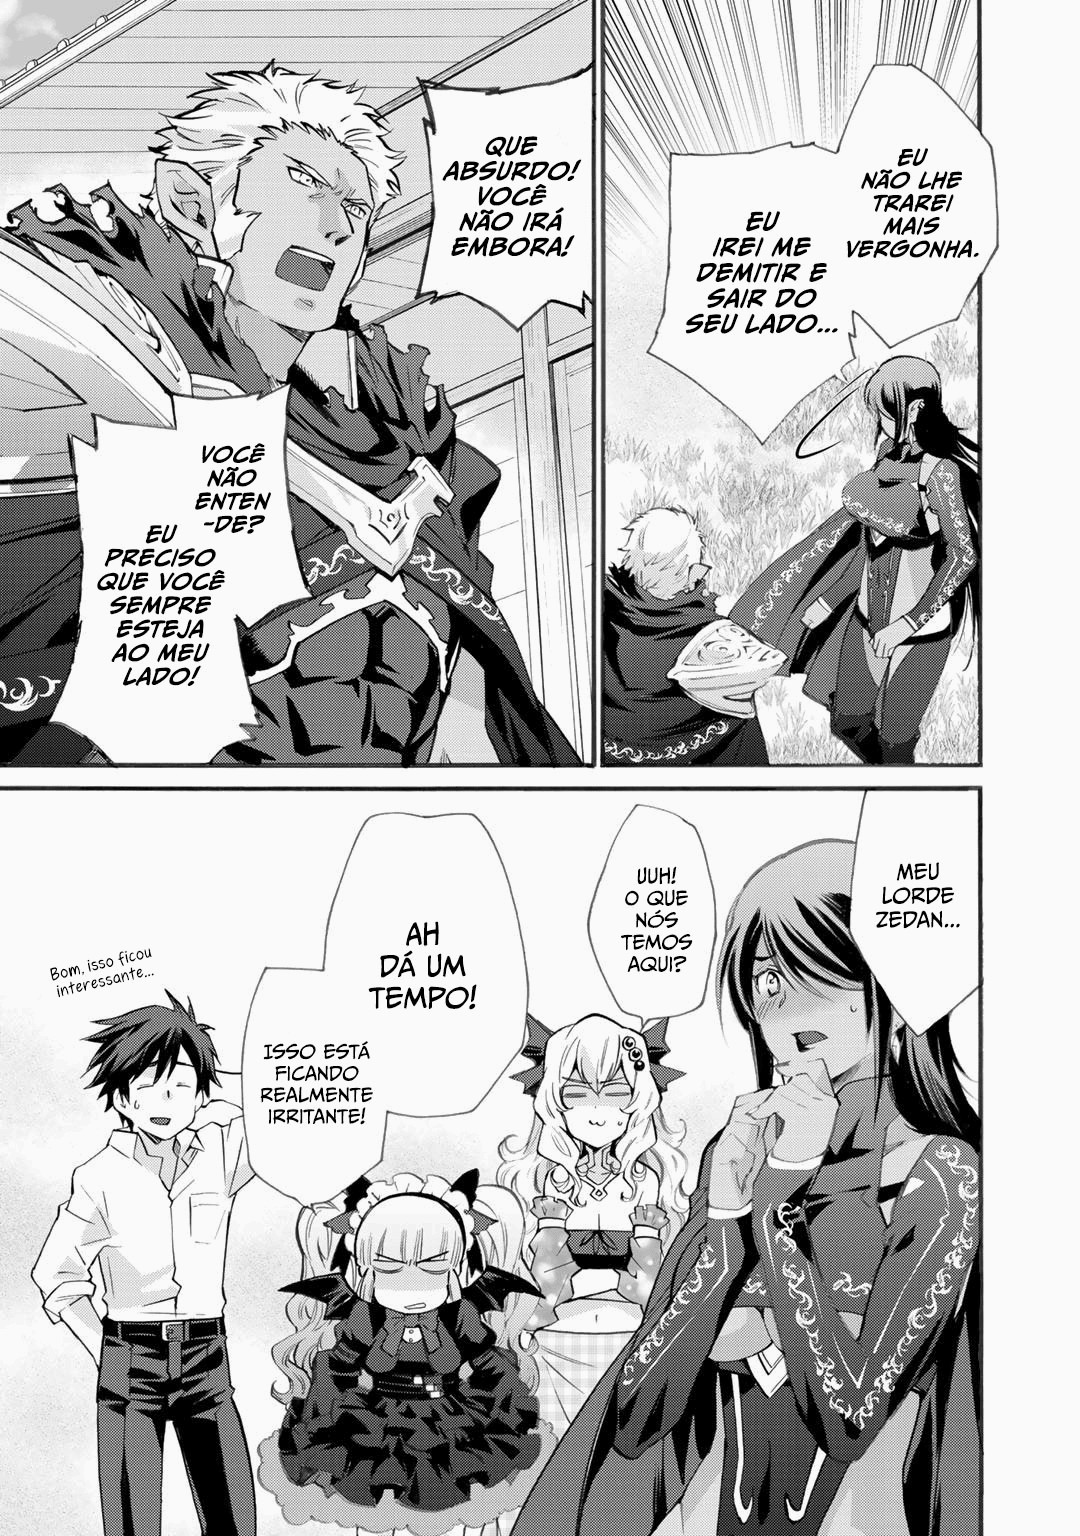 EU
NÃO LHE
TRAREI
MAIS
VERGONHA.
EU
IREI ME
DEMITIR E
SAIR DO
SEU LADO...
QUE
ABSURDO!
VOCÊ
NÃO IRÁ
EMBORA!
VOCÊ
NÃO
ENTEN
-DE?
EU
PRECISO
QUE VOCÊ
SEMPRE
ESTEJA
AO MEU
LADO!
MEU
LORDE
ZEDAN...
UUH!
O QUE
NÓS
TEMOS
AQUI?
AH
DÁ UM
TEMPO!
ISSO ESTÁ
FICANDO
REALMENTE
IRRITANTE!
Bom, isso ficou
interessante...